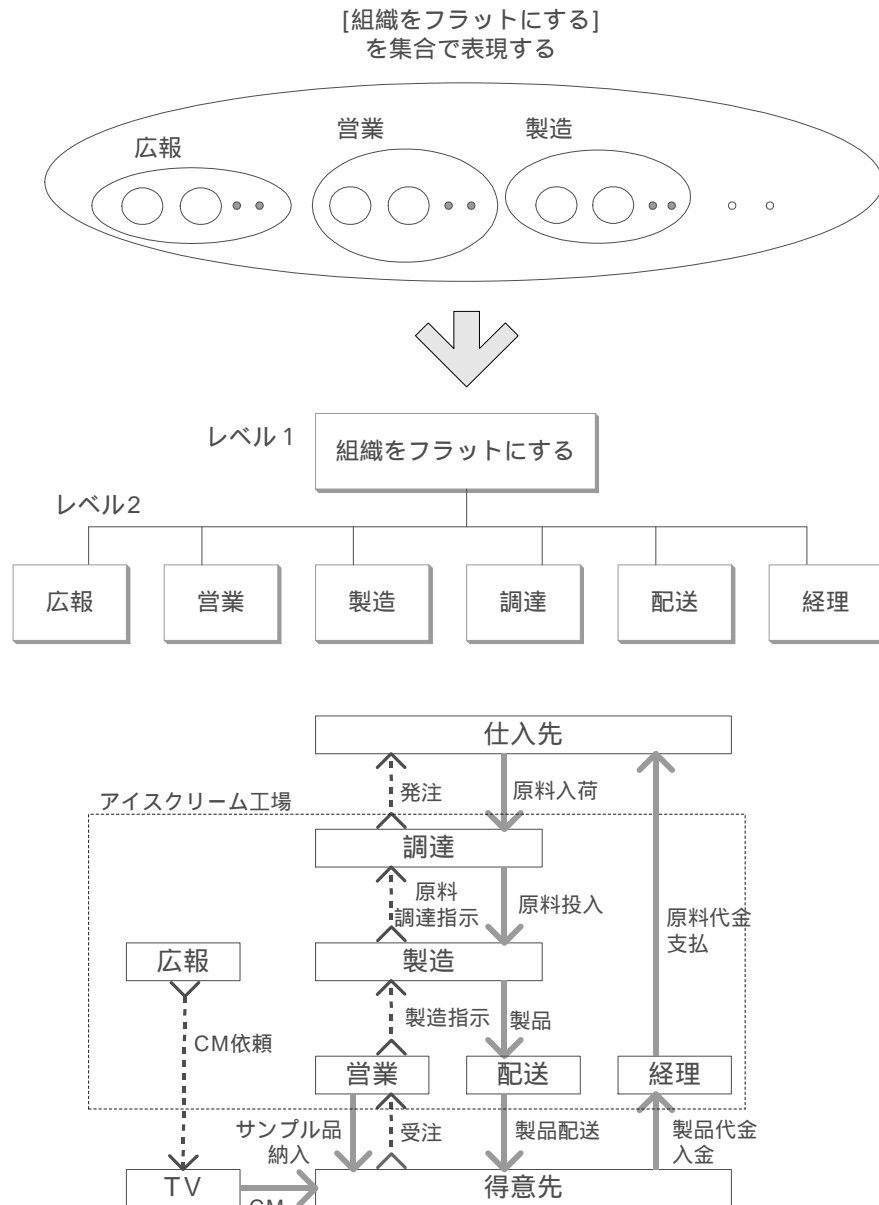 [組織をフラットにする]
を集合で表現する
広報
営業
製造
レベル 1
組織をフラットにする
レベル2
広報
営業
製造
調達
配送
経理
仕入先
発注
原料入荷
アイスクリーム工場
調達
原料
調達指示
原料投入
原料代金
支払
広報
製造
CM依頼
製造指示
製品
営業
配送
経理
サンプル品
納入
受注
製品配送
製品代金
入金
TV
CM
得意先